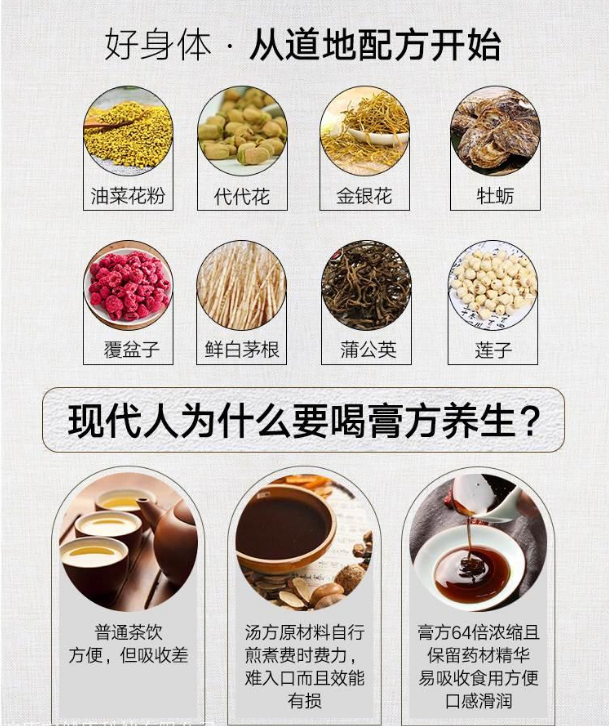 好身体·从道地配方开始
油菜花粉 代代花 金银花 牡蛎
覆盆子 鲜白茅根 蒲公英 莲子
现代人为什么要喝膏方养生？
普通茶饮
方便，但吸收差
汤方原材料自行
煎煮费时费力，
难入口而且效能
有损
膏方64倍浓缩且
保留药材精华
易吸收食用方便
口感滑润